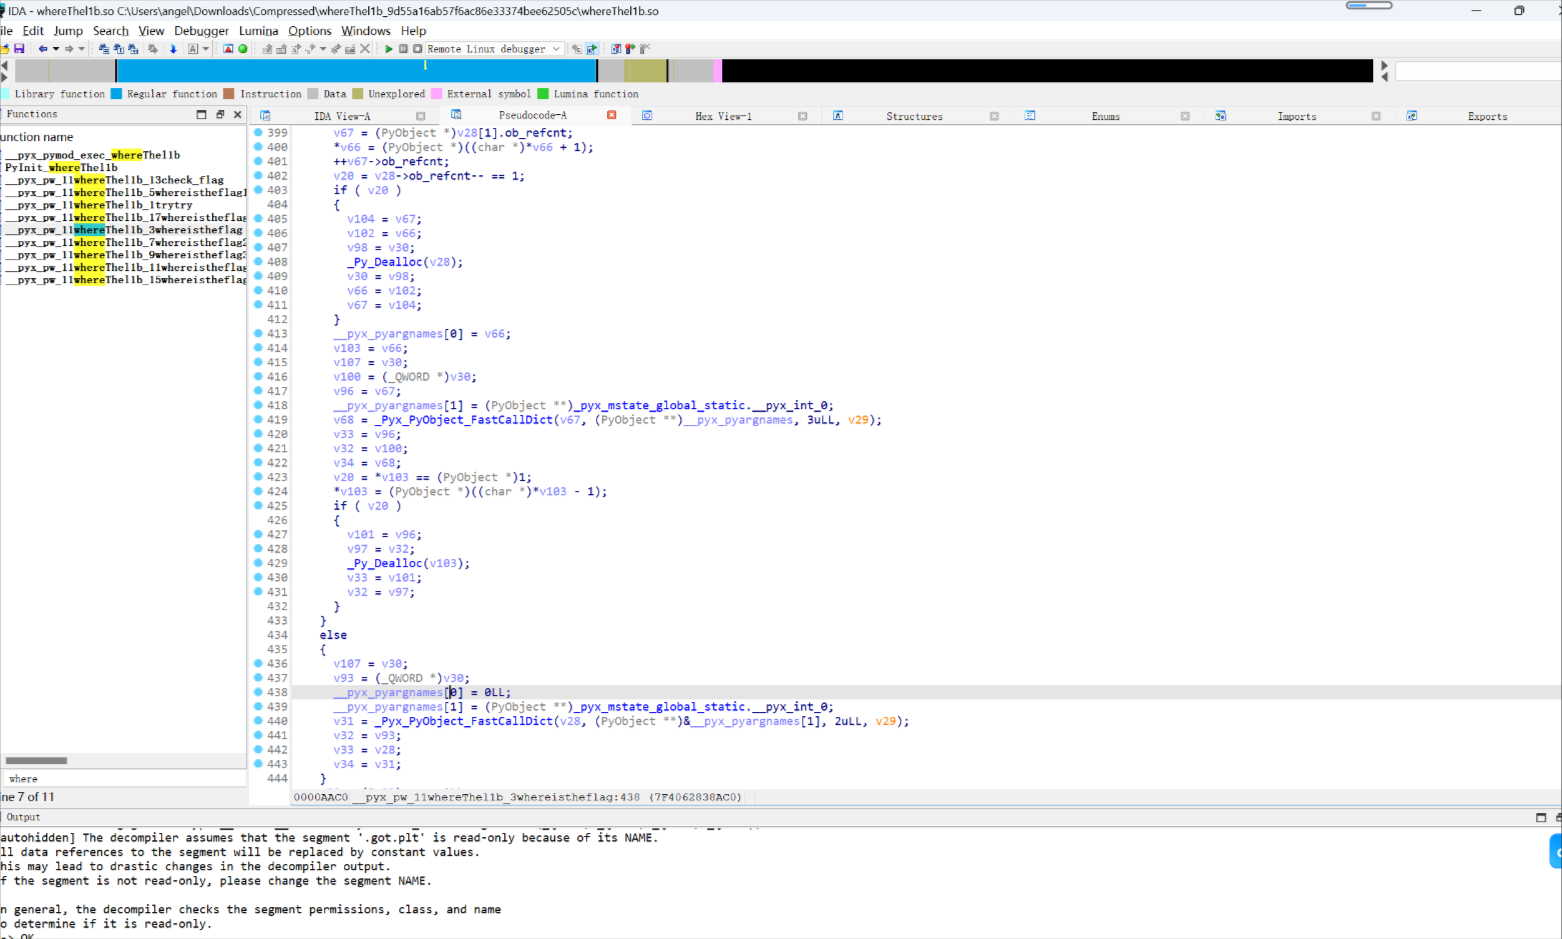 IDA - whereThel1b.so C:\Users\angel\Downloads\Compressed\whereThel1b_9d55a16ab57f6ac86e33374bee62505c\whereThel1b.so
ile Edit Jump Search View Debugger Lumina Options Windows Help
Remote Linux debugger
Library function Regular function Instruction Data Unexplored External symbol Lumina function
Functions
IDA View-A Pseudocode-A Hex View-1 Structures Enums Imports Exports
unction name
__pyx_pymod_exec_whereThel1b
PyInit_whereThel1b
__pyx_pw_11whereThel1b_13check_flag
__pyx_pw_11whereThel1b_5whereistheflag1
__pyx_pw_11whereThel1b_1trytry
__pyx_pw_11whereThel1b_17whereistheflag
__pyx_pw_11whereThel1b_3whereistheflag
__pyx_pw_11whereThel1b_7whereistheflag2
__pyx_pw_11whereThel1b_9whereistheflag3
__pyx_pw_11whereThel1b_11whereistheflag
__pyx_pw_11whereThel1b_15whereistheflag
where
ne 7 of 11
399 v67 = (PyObject *)v28[1].ob_refcnt;
400 *v66 = (PyObject *)((char *)*v66 + 1);
401 ++v67->ob_refcnt;
402 v20 = v28->ob_refcnt-- == 1;
403 if ( v20 )
404 {
405 v104 = v67;
406 v102 = v66;
407 v98 = v30;
408 _Py_Dealloc(v28);
409 v30 = v98;
410 v66 = v102;
411 v67 = v104;
412 }
413 __pyx_pyargnames[0] = v66;
414 v103 = v66;
415 v107 = v30;
416 v100 = (_QWORD *)v30;
417 v96 = v67;
418 __pyx_pyargnames[1] = (PyObject **)_pyx_mstate_global_static.__pyx_int_0;
419 v68 = _Pyx_PyObject_FastCallDict(v67, (PyObject **)__pyx_pyargnames, 3uLL, v29);
420 v33 = v96;
421 v32 = v100;
422 v34 = v68;
423 v20 = *v103 == (PyObject *)1;
424 *v103 = (PyObject *)((char *)*v103 - 1);
425 if ( v20 )
426 {
427 v101 = v96;
428 v97 = v32;
429 _Py_Dealloc(v103);
430 v33 = v101;
431 v32 = v97;
432 }
433 }
434 else
435 {
436 v107 = v30;
437 v93 = (_QWORD *)v30;
438 __pyx_pyargnames[0] = 0LL;
439 __pyx_pyargnames[1] = (PyObject **)_pyx_mstate_global_static.__pyx_int_0;
440 v31 = _Pyx_PyObject_FastCallDict(v28, (PyObject **)&__pyx_pyargnames[1], 2uLL, v29);
441 v32 = v93;
442 v33 = v28;
443 v34 = v31;
444 }
0000AAC0 __pyx_pw_11whereThel1b_3whereistheflag:438 (7F4062838AC0)
Output
autohidden] The decompiler assumes that the segment '.got.plt' is read-only because of its NAME.
ll data references to the segment will be replaced by constant values.
his may lead to drastic changes in the decompiler output.
f the segment is not read-only, please change the segment NAME.
n general, the decompiler checks the segment permissions, class, and name
o determine if it is read-only.
-> OK